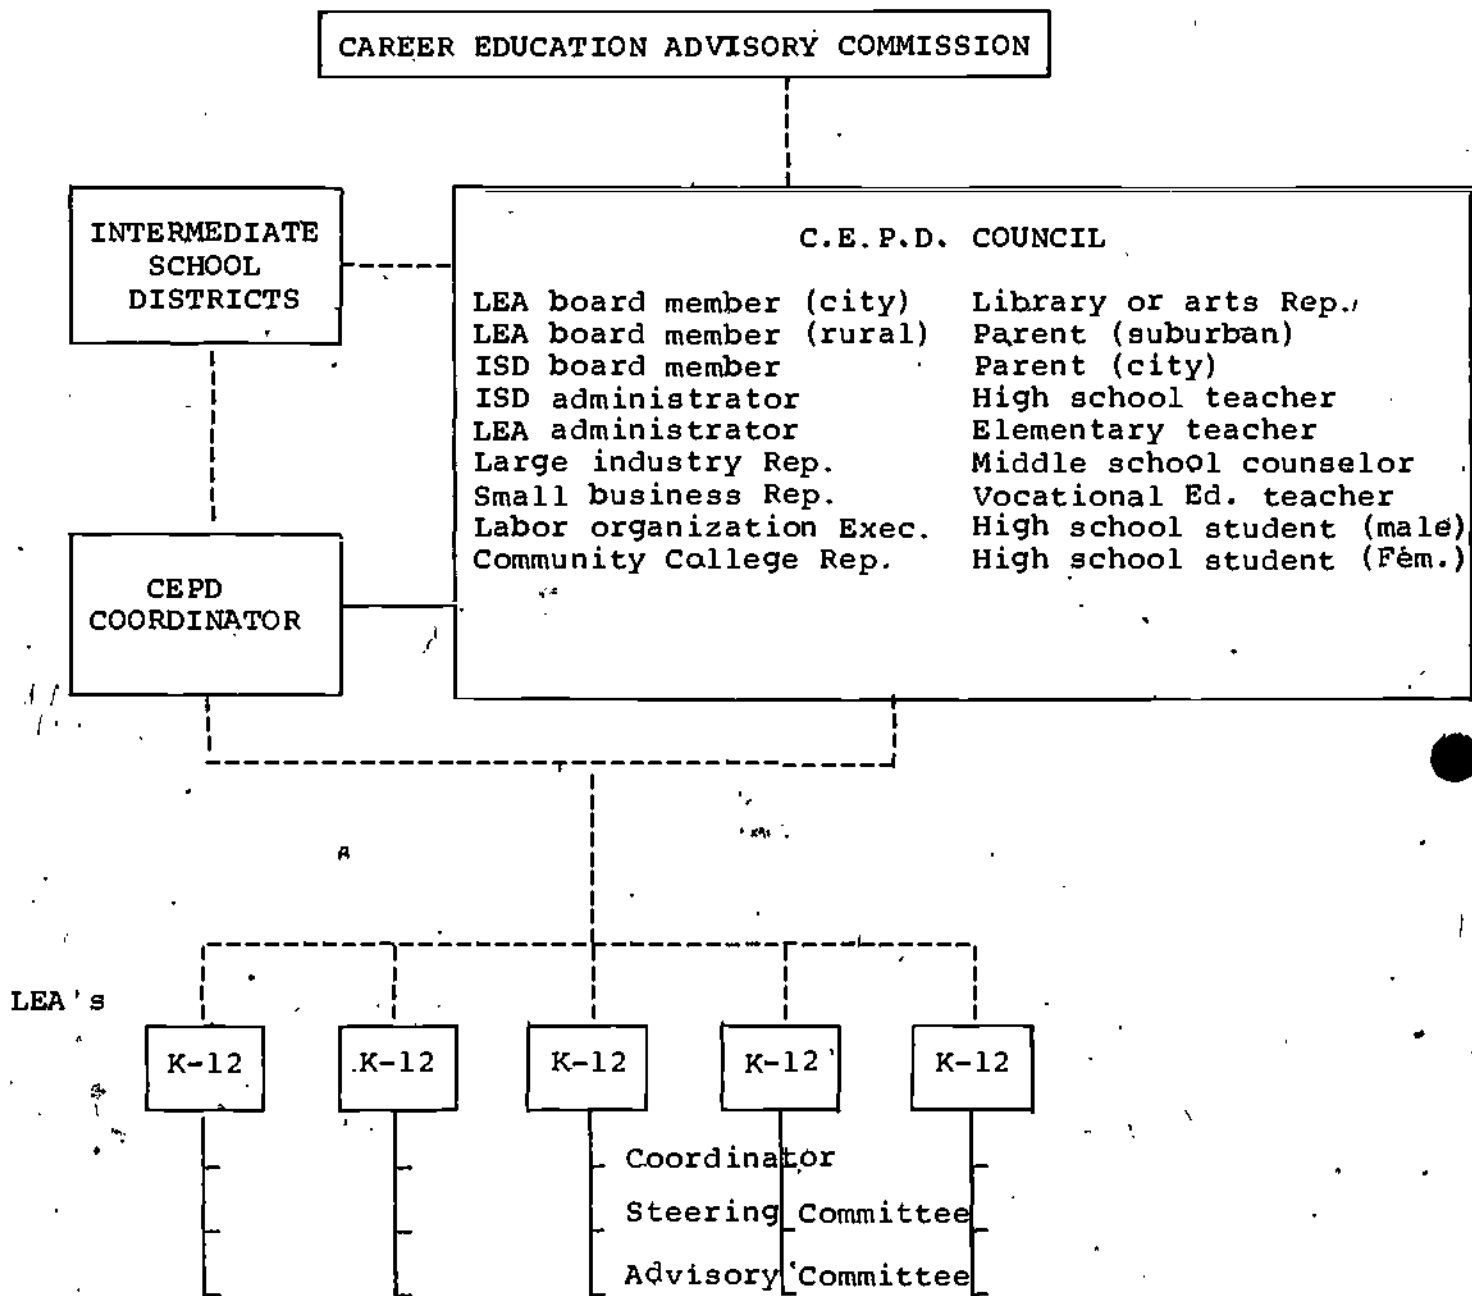 CAREER EDUCATION ADVISORY COMMISSION
INTERMEDIATE
SCHOOL
DISTRICTS
C.E.P.D. COUNCIL
LEA board member (city)
LEA board member (rural)
ISD board member
ISD administrator
LEA administrator
Large industry Rep.
Small business Rep.
Labor organization Exec.
Community College Rep.
Library or arts Rep.
Parent (suburban)
Parent (city)
High school teacher
Elementary teacher
Middle school counselor
Vocational Ed. teacher
High school student (male)
High school student (Fem.)
CEPD
COORDINATOR
LEA's
K-12
K-12
K-12
K-12
K-12
Coordinator
Steering Committee
Advisory Committee